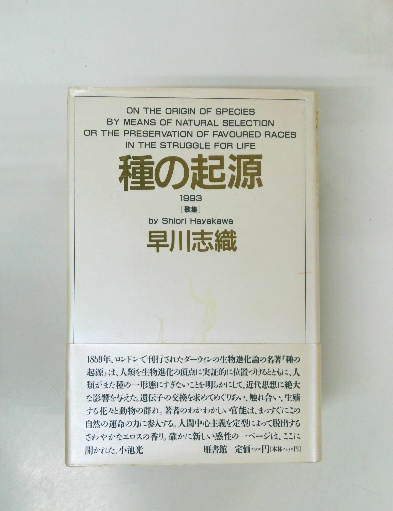 ON THE ORIGIN OF SPECIES
BY MEANS OF NATURAL SELECTION
OR THE PRESERVATION OF FAVOURED RACES
IN THE STRUGGLE FOR LIFE
種の起源
1993
[歌集]
by Shiori Hayakawa
早川志織
1859年、ロンドンで刊行されたダーウィンの生物進化論の名著『種の
起源』は、人類を生物進化の頂点に実証的に位置づけるとともに、人
類がまた種の一形態にすぎないことを明らかにして、近代思想に絶大
な影響を与えた。遺伝子の交換を求めてめぐりあい、触れ合い、生殖
する花々と動物の群れ。著者のわかわかしい官能は、まっすぐにこの
自然の運命の力に参入する。人間中心主義を定型によって脱出する
さわやかなエロスの香り。確かに新しい感性の一ページは、ここに
開かれた。小池光
雁書館 定価